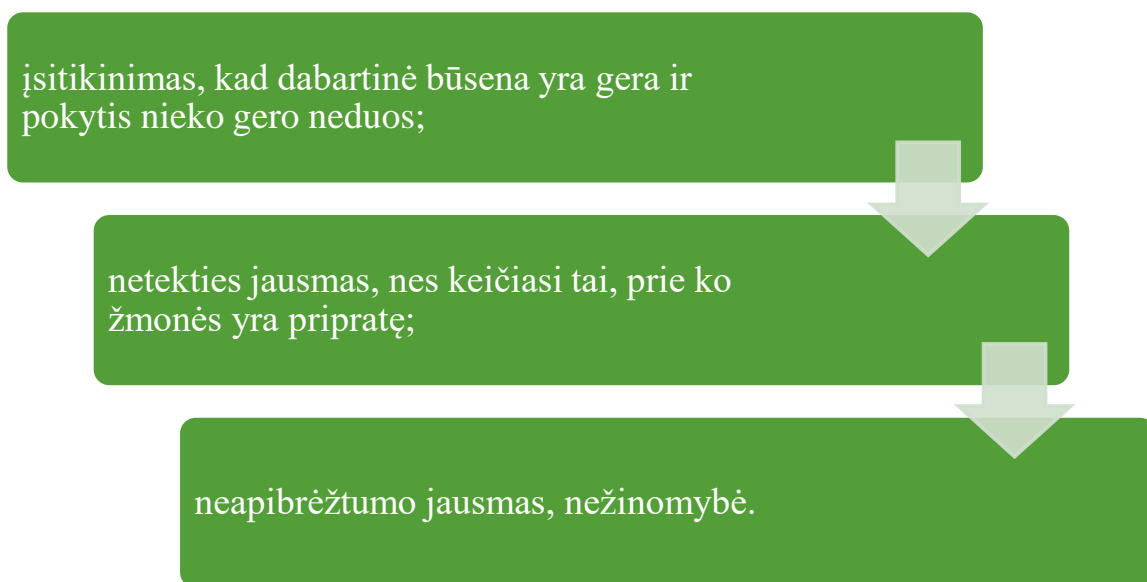 įsitikinimas, kad dabartinė būsena yra gera ir
pokytis nieko gero neduos;
netekties jausmas, nes keičiasi tai, prie ko
žmonės yra pripratę;
neapibrėžtumo jausmas, nežinomybė.